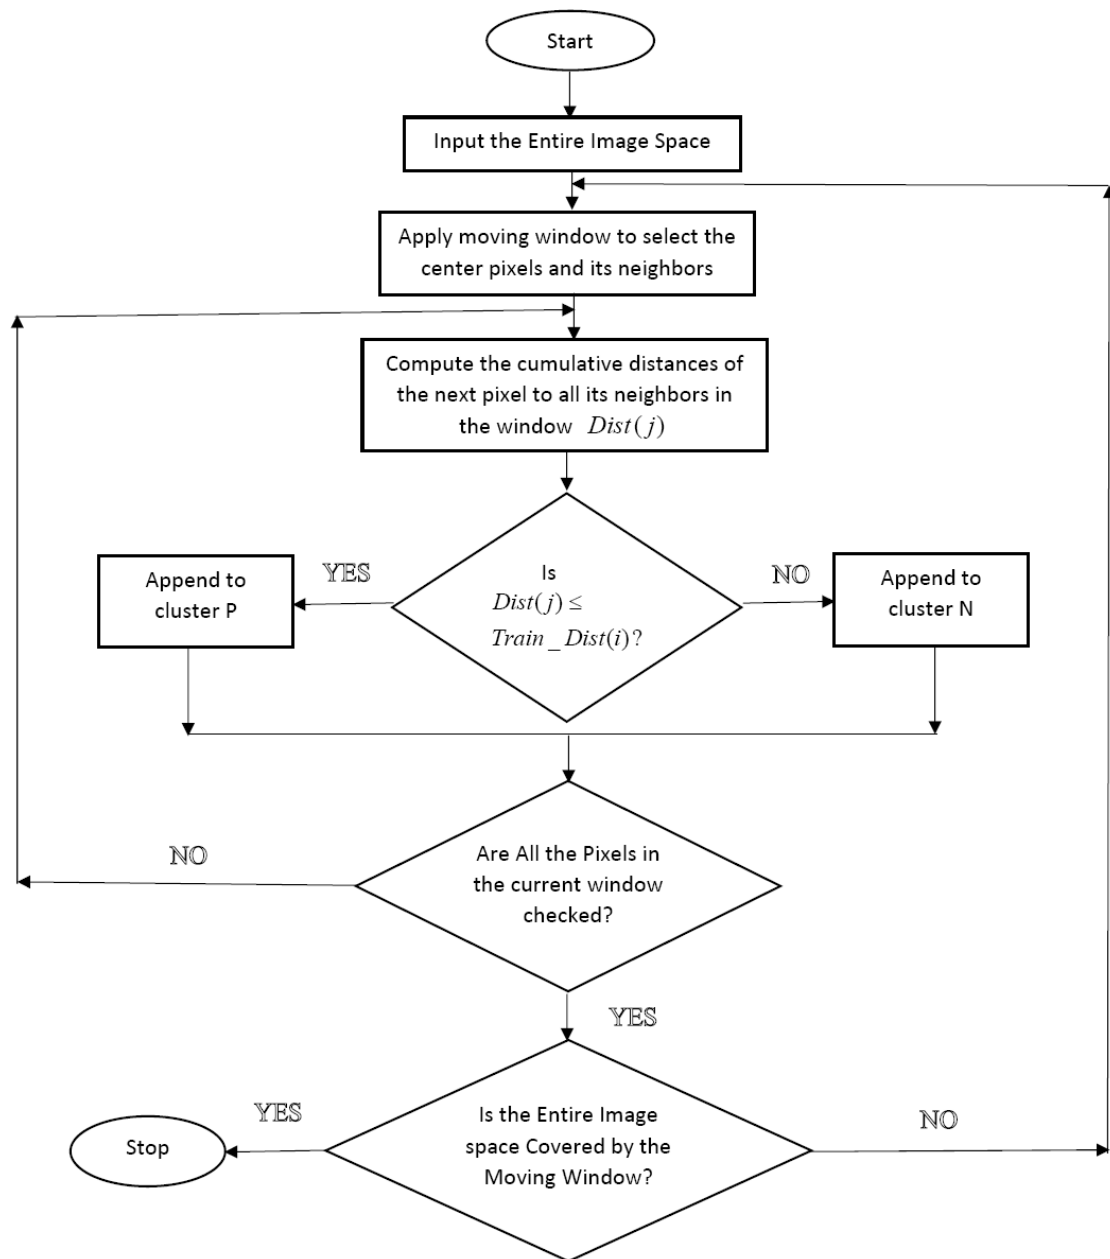 Start
Input the Entire Image Space
Apply moving window to select the
center pixels and its neighbors
Compute the cumulative distances of
the next pixel to all its neighbors in
the window Dist(j)
YES
NO
Append to
cluster P
Is
Dist(j) ≤
Train_Dist(i)?
Append to
cluster N
NO
Are All the Pixels in
the current window
checked?
YES
YES
NO
Stop
Is the Entire Image
space Covered by the
Moving Window?